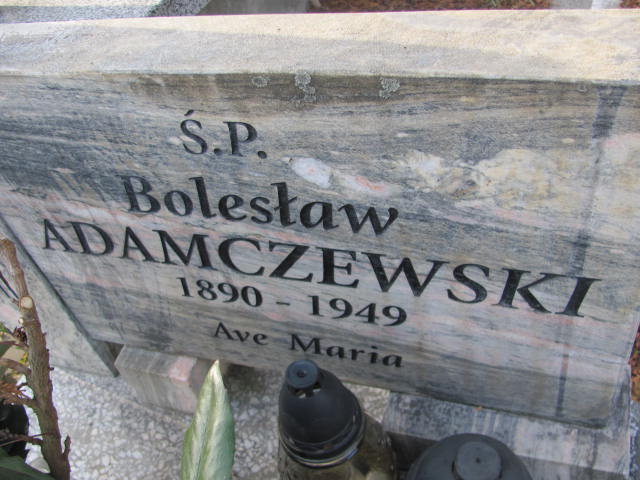 Ś.P.
Bolesław
ADAMCZEWSKI
1890 - 1949
Ave Maria